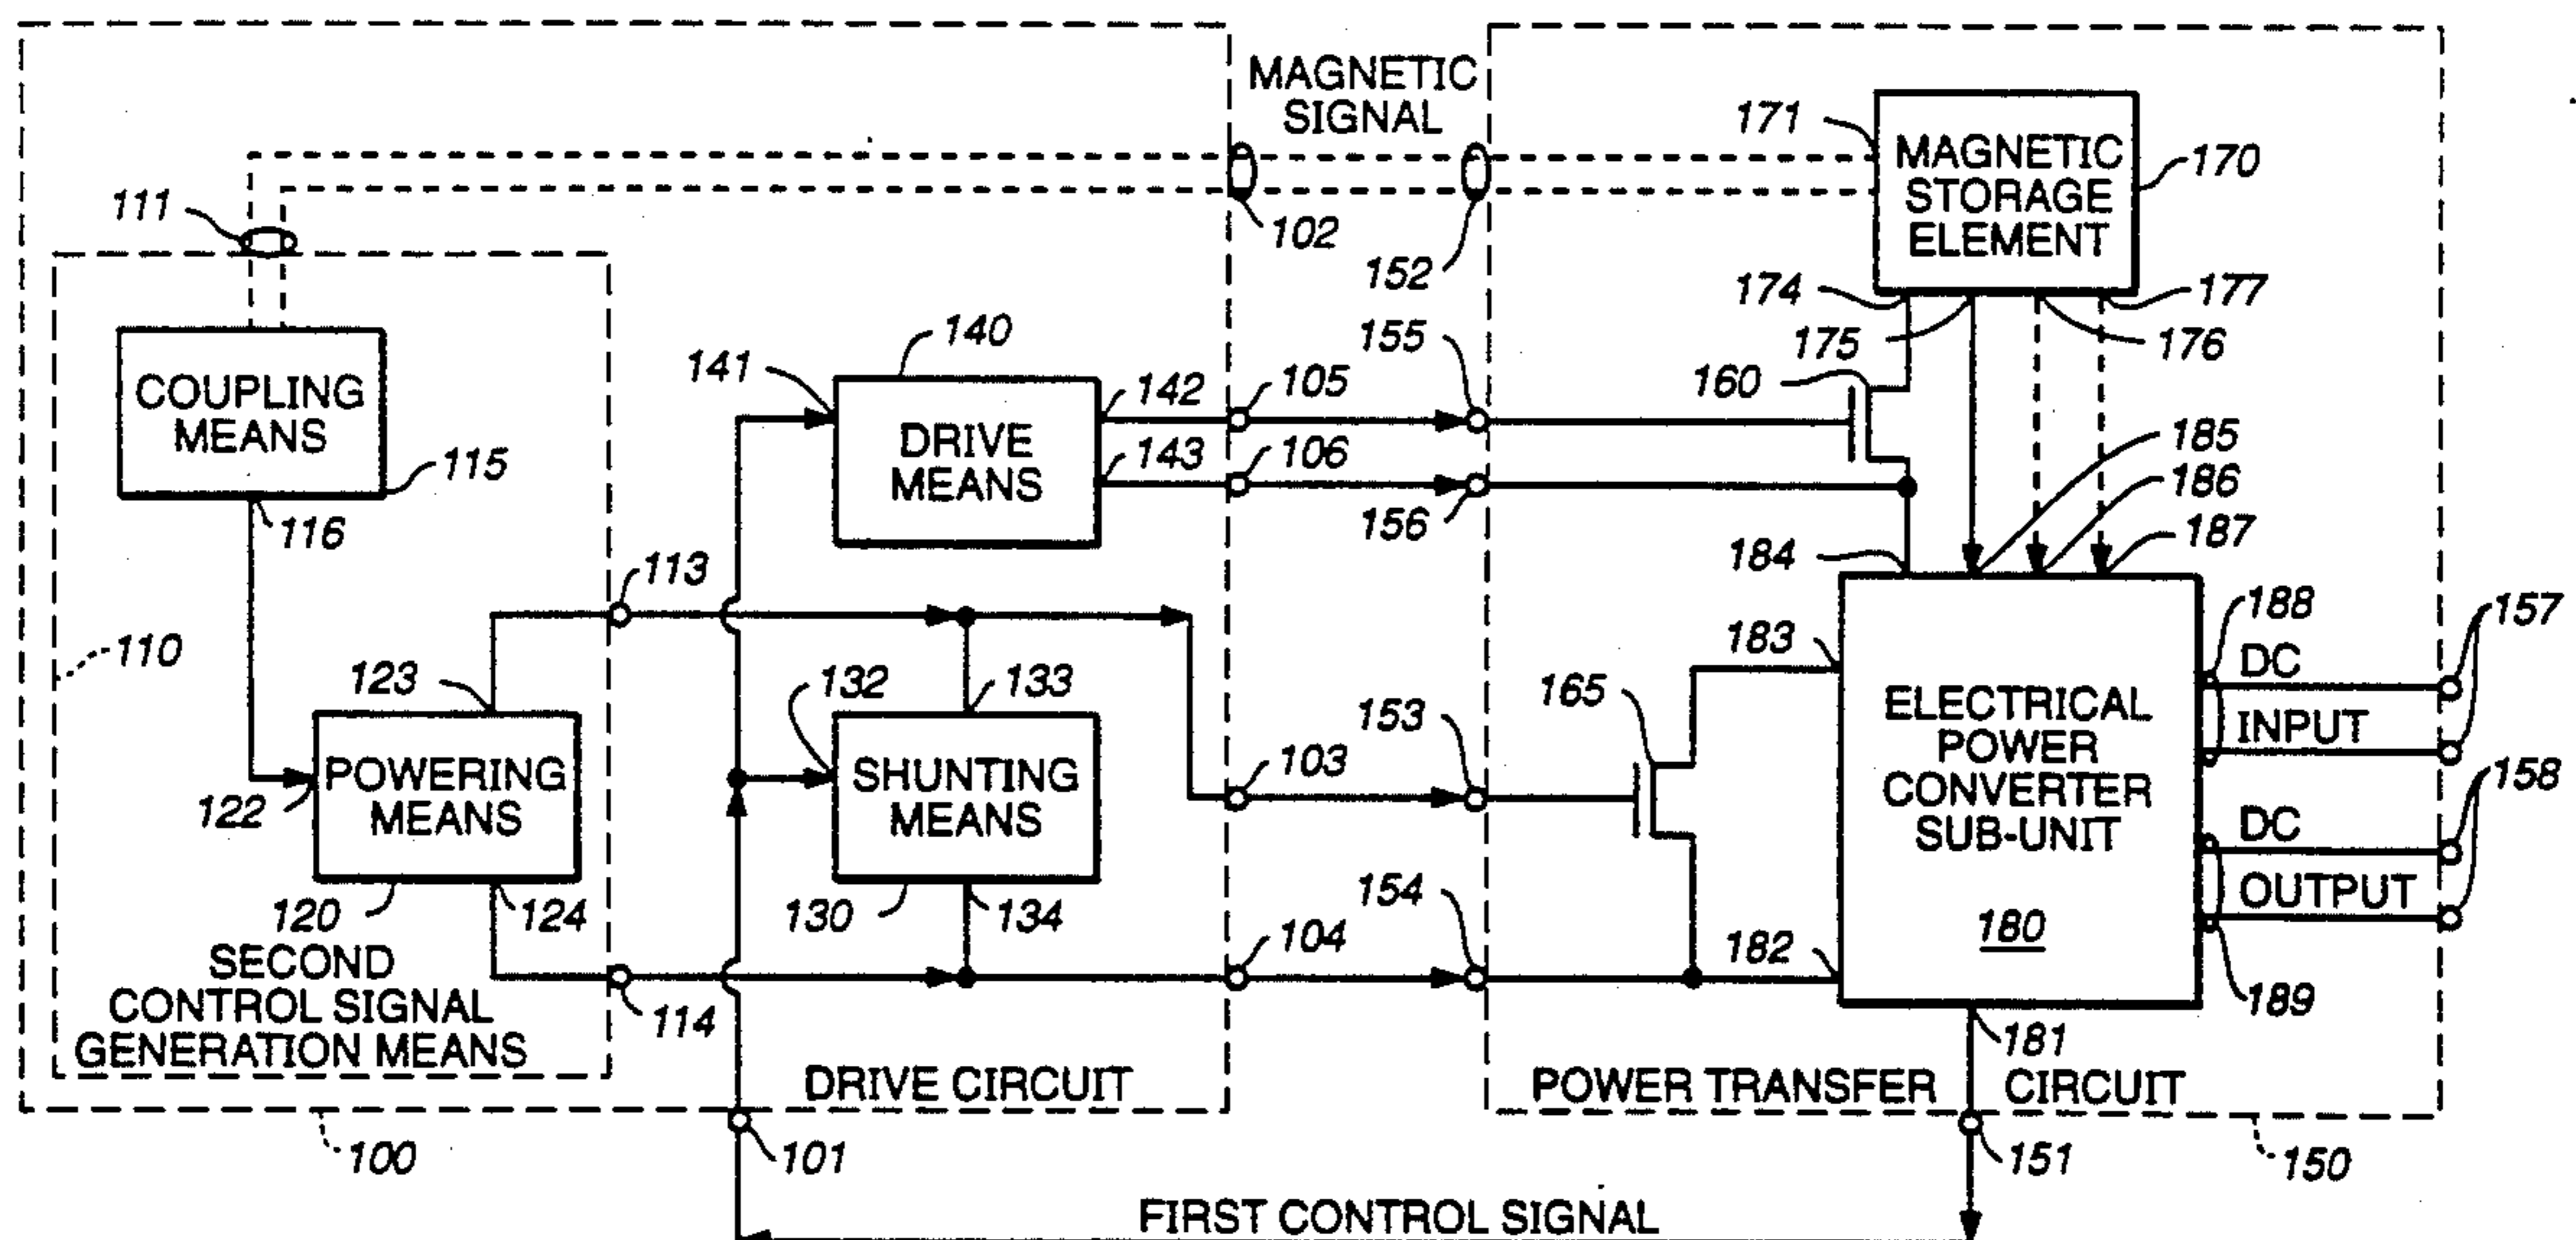 MAGNETIC
SIGNAL
171
MAGNETIC
STORAGE
ELEMENT
170
111
102
152
174
177
175
176
140
155
160
141
142
105
COUPLING
MEANS
DRIVE
MEANS
143
106
185
115
186
116
156
184
187
113
188
157
110
183
DC
123
132
133
165
153
INPUT
ELECTRICAL
POWER
CONVERTER
SUB-UNIT
103
158
POWERING
MEANS
SHUNTING
MEANS
122
DC
154
OUTPUT
120
124
130
134
104
180
182
SECOND
CONTROL SIGNAL
GENERATION MEANS
114
189
181
DRIVE CIRCUIT
POWER TRANSFER CIRCUIT
100
101
151
150
FIRST CONTROL SIGNAL